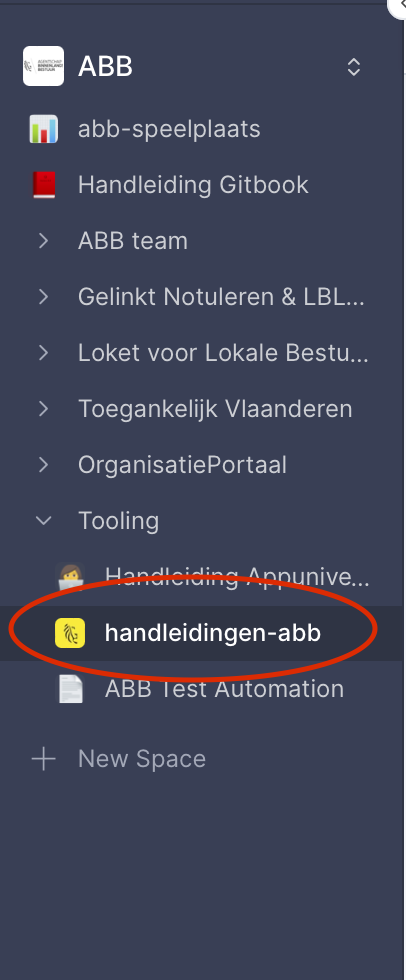 ABB
abb-speelplaats
Handleiding Gitbook
ABB team
Gelinkt Notuleren & LBL...
Loket voor Lokale Bestu...
Toegankelijk Vlaanderen
OrganisatiePortaal
Tooling
Handleiding Appunive...
handleidingen-abb
ABB Test Automation
New Space